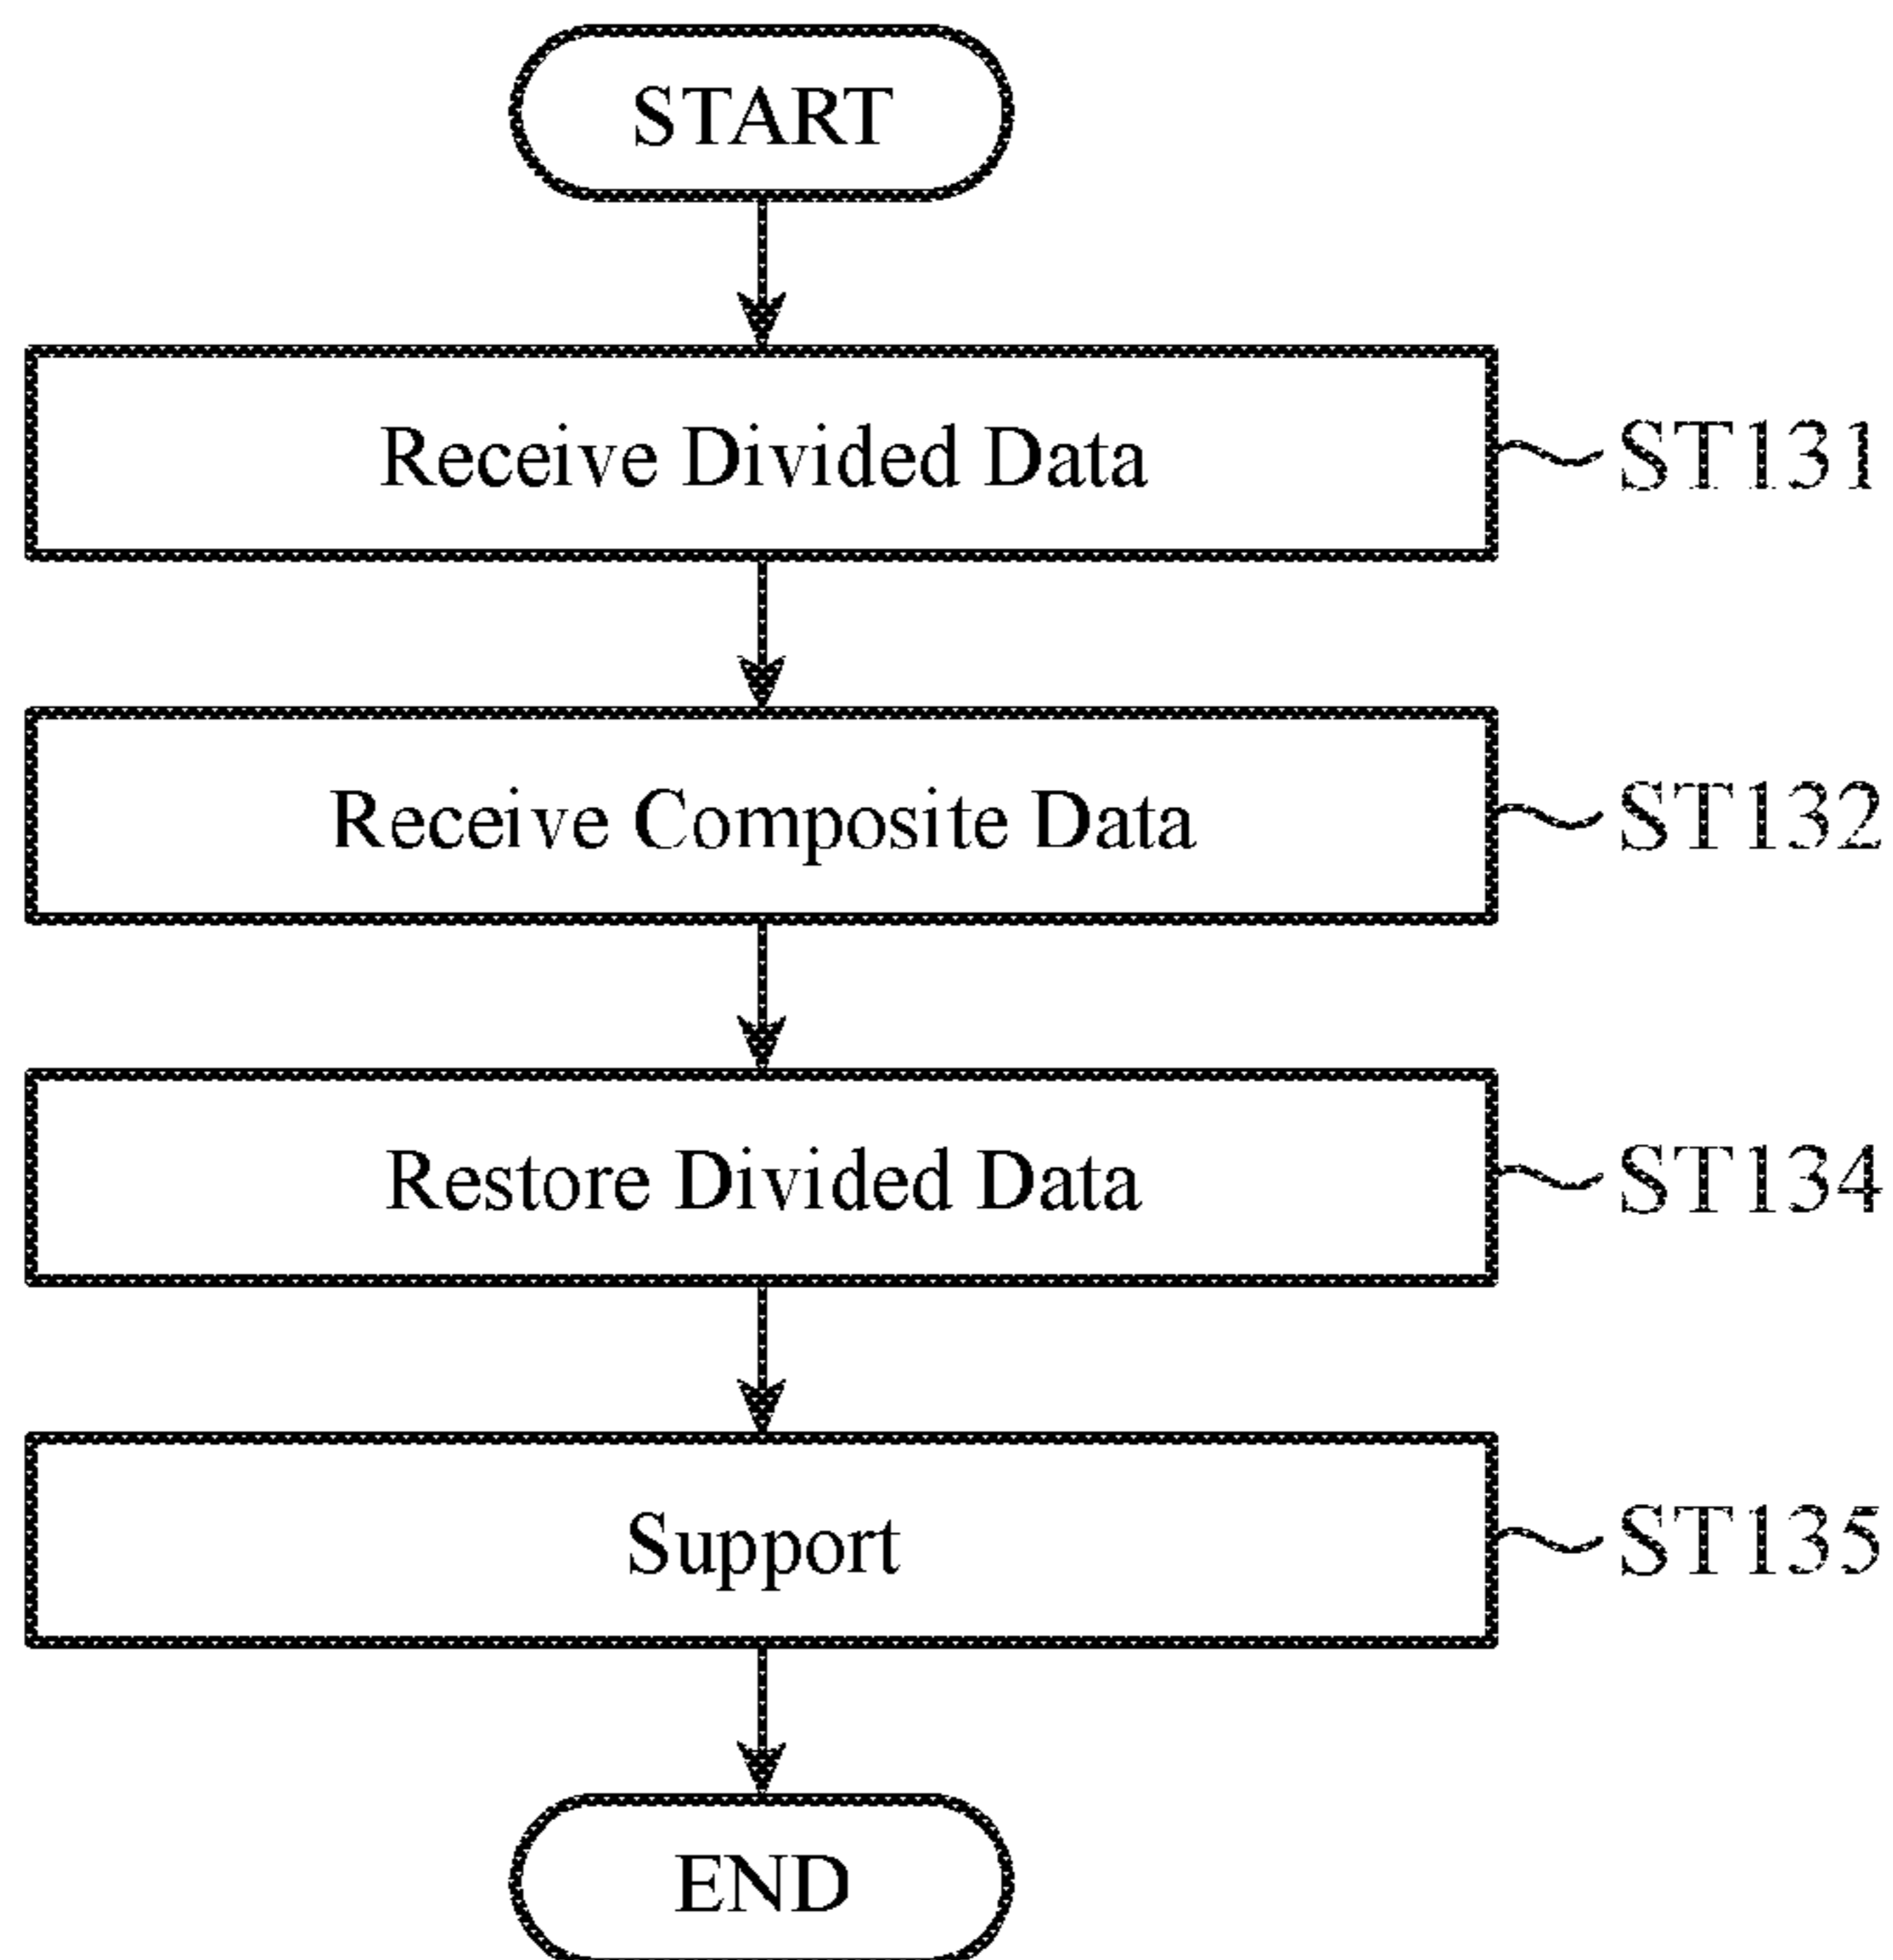 START
Receive Divided Data
ST131
Receive Composite Data
ST132
Restore Divided Data
ST134
Support
ST135
END